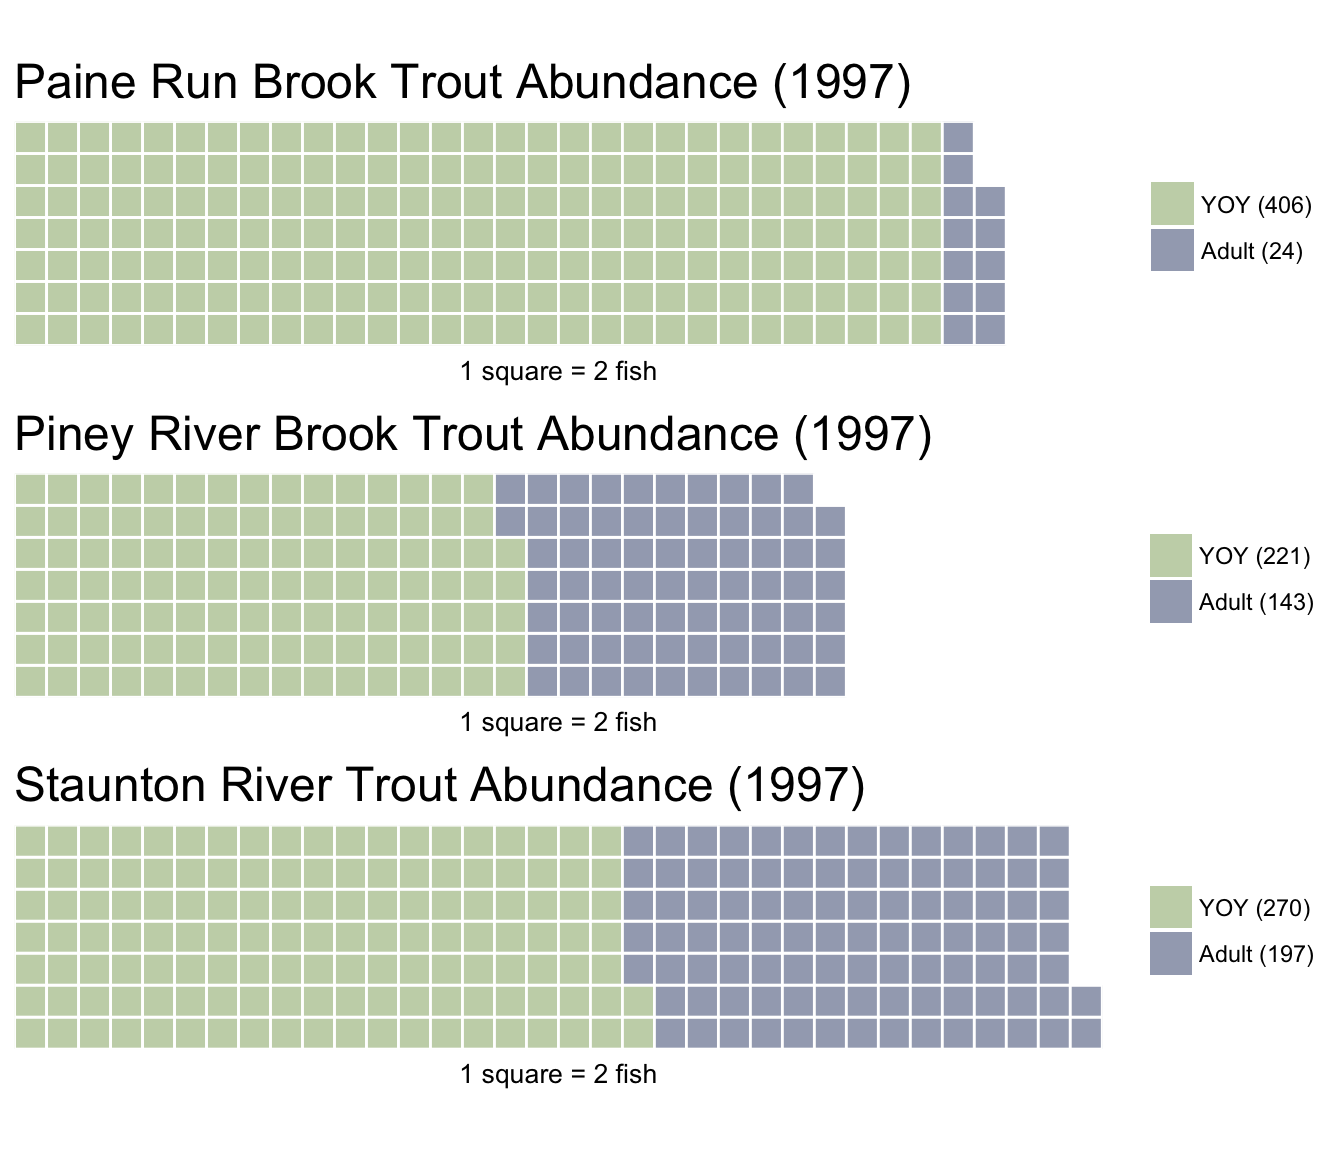 Paine Run Brook Trout Abundance (1997)
YOY (406)
Adult (24)
1 square = 2 fish
Piney River Brook Trout Abundance (1997)
YOY (221)
Adult (143)
1 square = 2 fish
Staunton River Trout Abundance (1997)
YOY (270)
Adult (197)
1 square = 2 fish